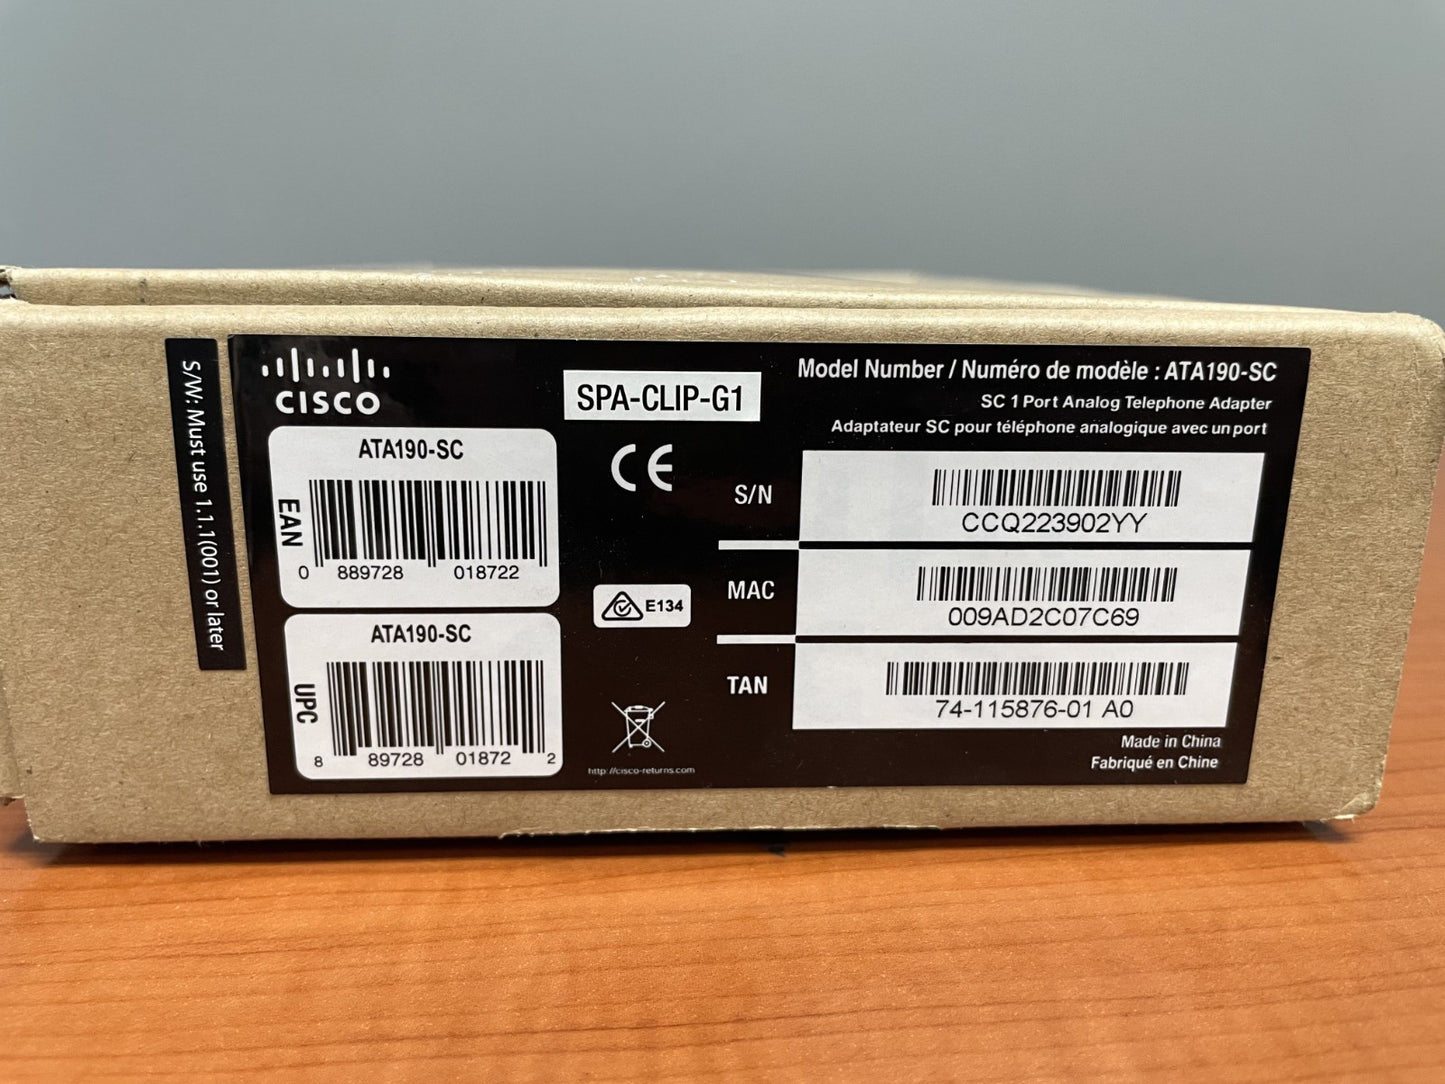 S/W: Must use 1.1.1(001) or later
CISCO
SPA-CLIP-G1
Model Number / Numéro de modèle : ATA190-SC
SC 1 Port Analog Telephone Adapter
Adaptateur SC pour téléphone analogique avec un port
ATA190-SC
EAN
0 889728 018722
ATA190-SC
UPC
8 89728 01872 2
CE
E134
http://cisco-returns.com
S/N
CCQ223902YY
MAC
009AD2C07C69
TAN
74-115876-01 A0
Made in China
Fabriqué en Chine